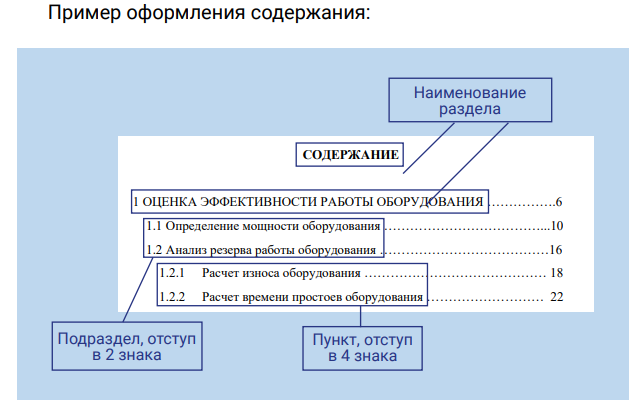 Пример оформления содержания:
Наименование
раздела
СОДЕРЖАНИЕ
1 ОЦЕНКА ЭФФЕКТИВНОСТИ РАБОТЫ ОБОРУДОВАНИЯ …………….6
1.1 Определение мощности оборудования…………………………………...10
1.2 Анализ резерва работы оборудования ……………………………………16
1.2.1 Расчет износа оборудования …………………………………… 18
1.2.2 Расчет времени простоев оборудования……………………… 22
Подраздел, отступ
в 2 знака
Пункт, отступ
в 4 знака